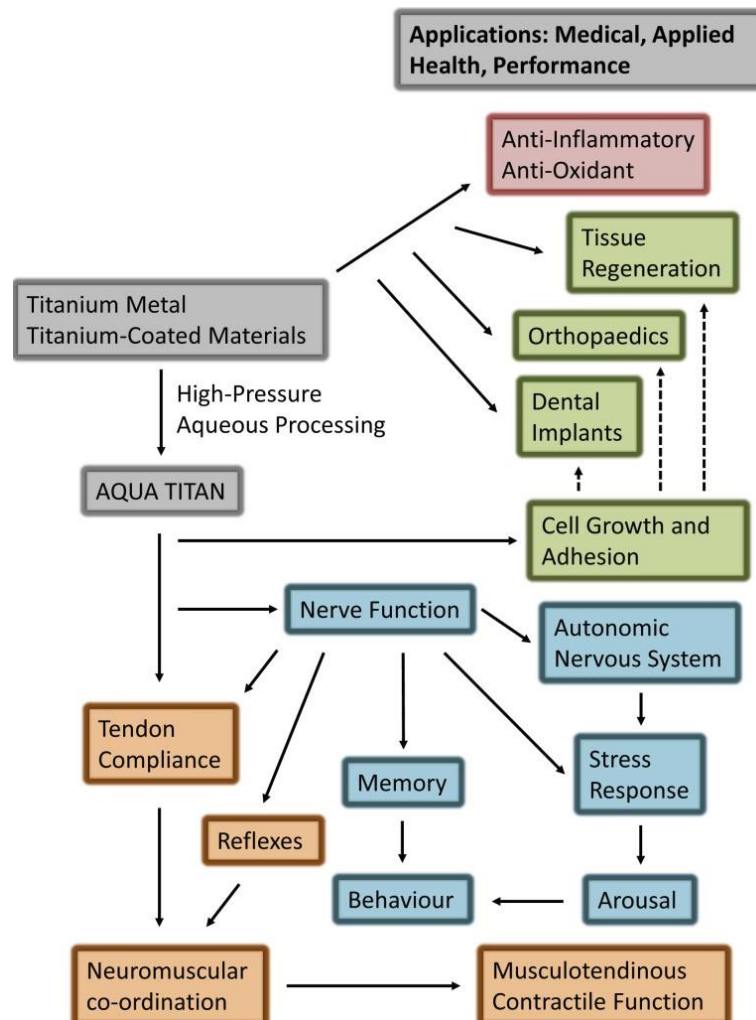 Applications: Medical, Applied
Health, Performance
Anti-Inflammatory
Anti-Oxidant
Tissue
Regeneration
Titanium Metal
Titanium-Coated Materials
Orthopaedics
High-Pressure
Aqueous Processing
Dental
Implants
AQUA TITAN
Cell Growth and
Adhesion
Nerve Function
Autonomic
Nervous System
Tendon
Compliance
Memory
Stress
Response
Reflexes
Behaviour
Arousal
Neuromuscular
co-ordination
Musculotendinous
Contractile Function